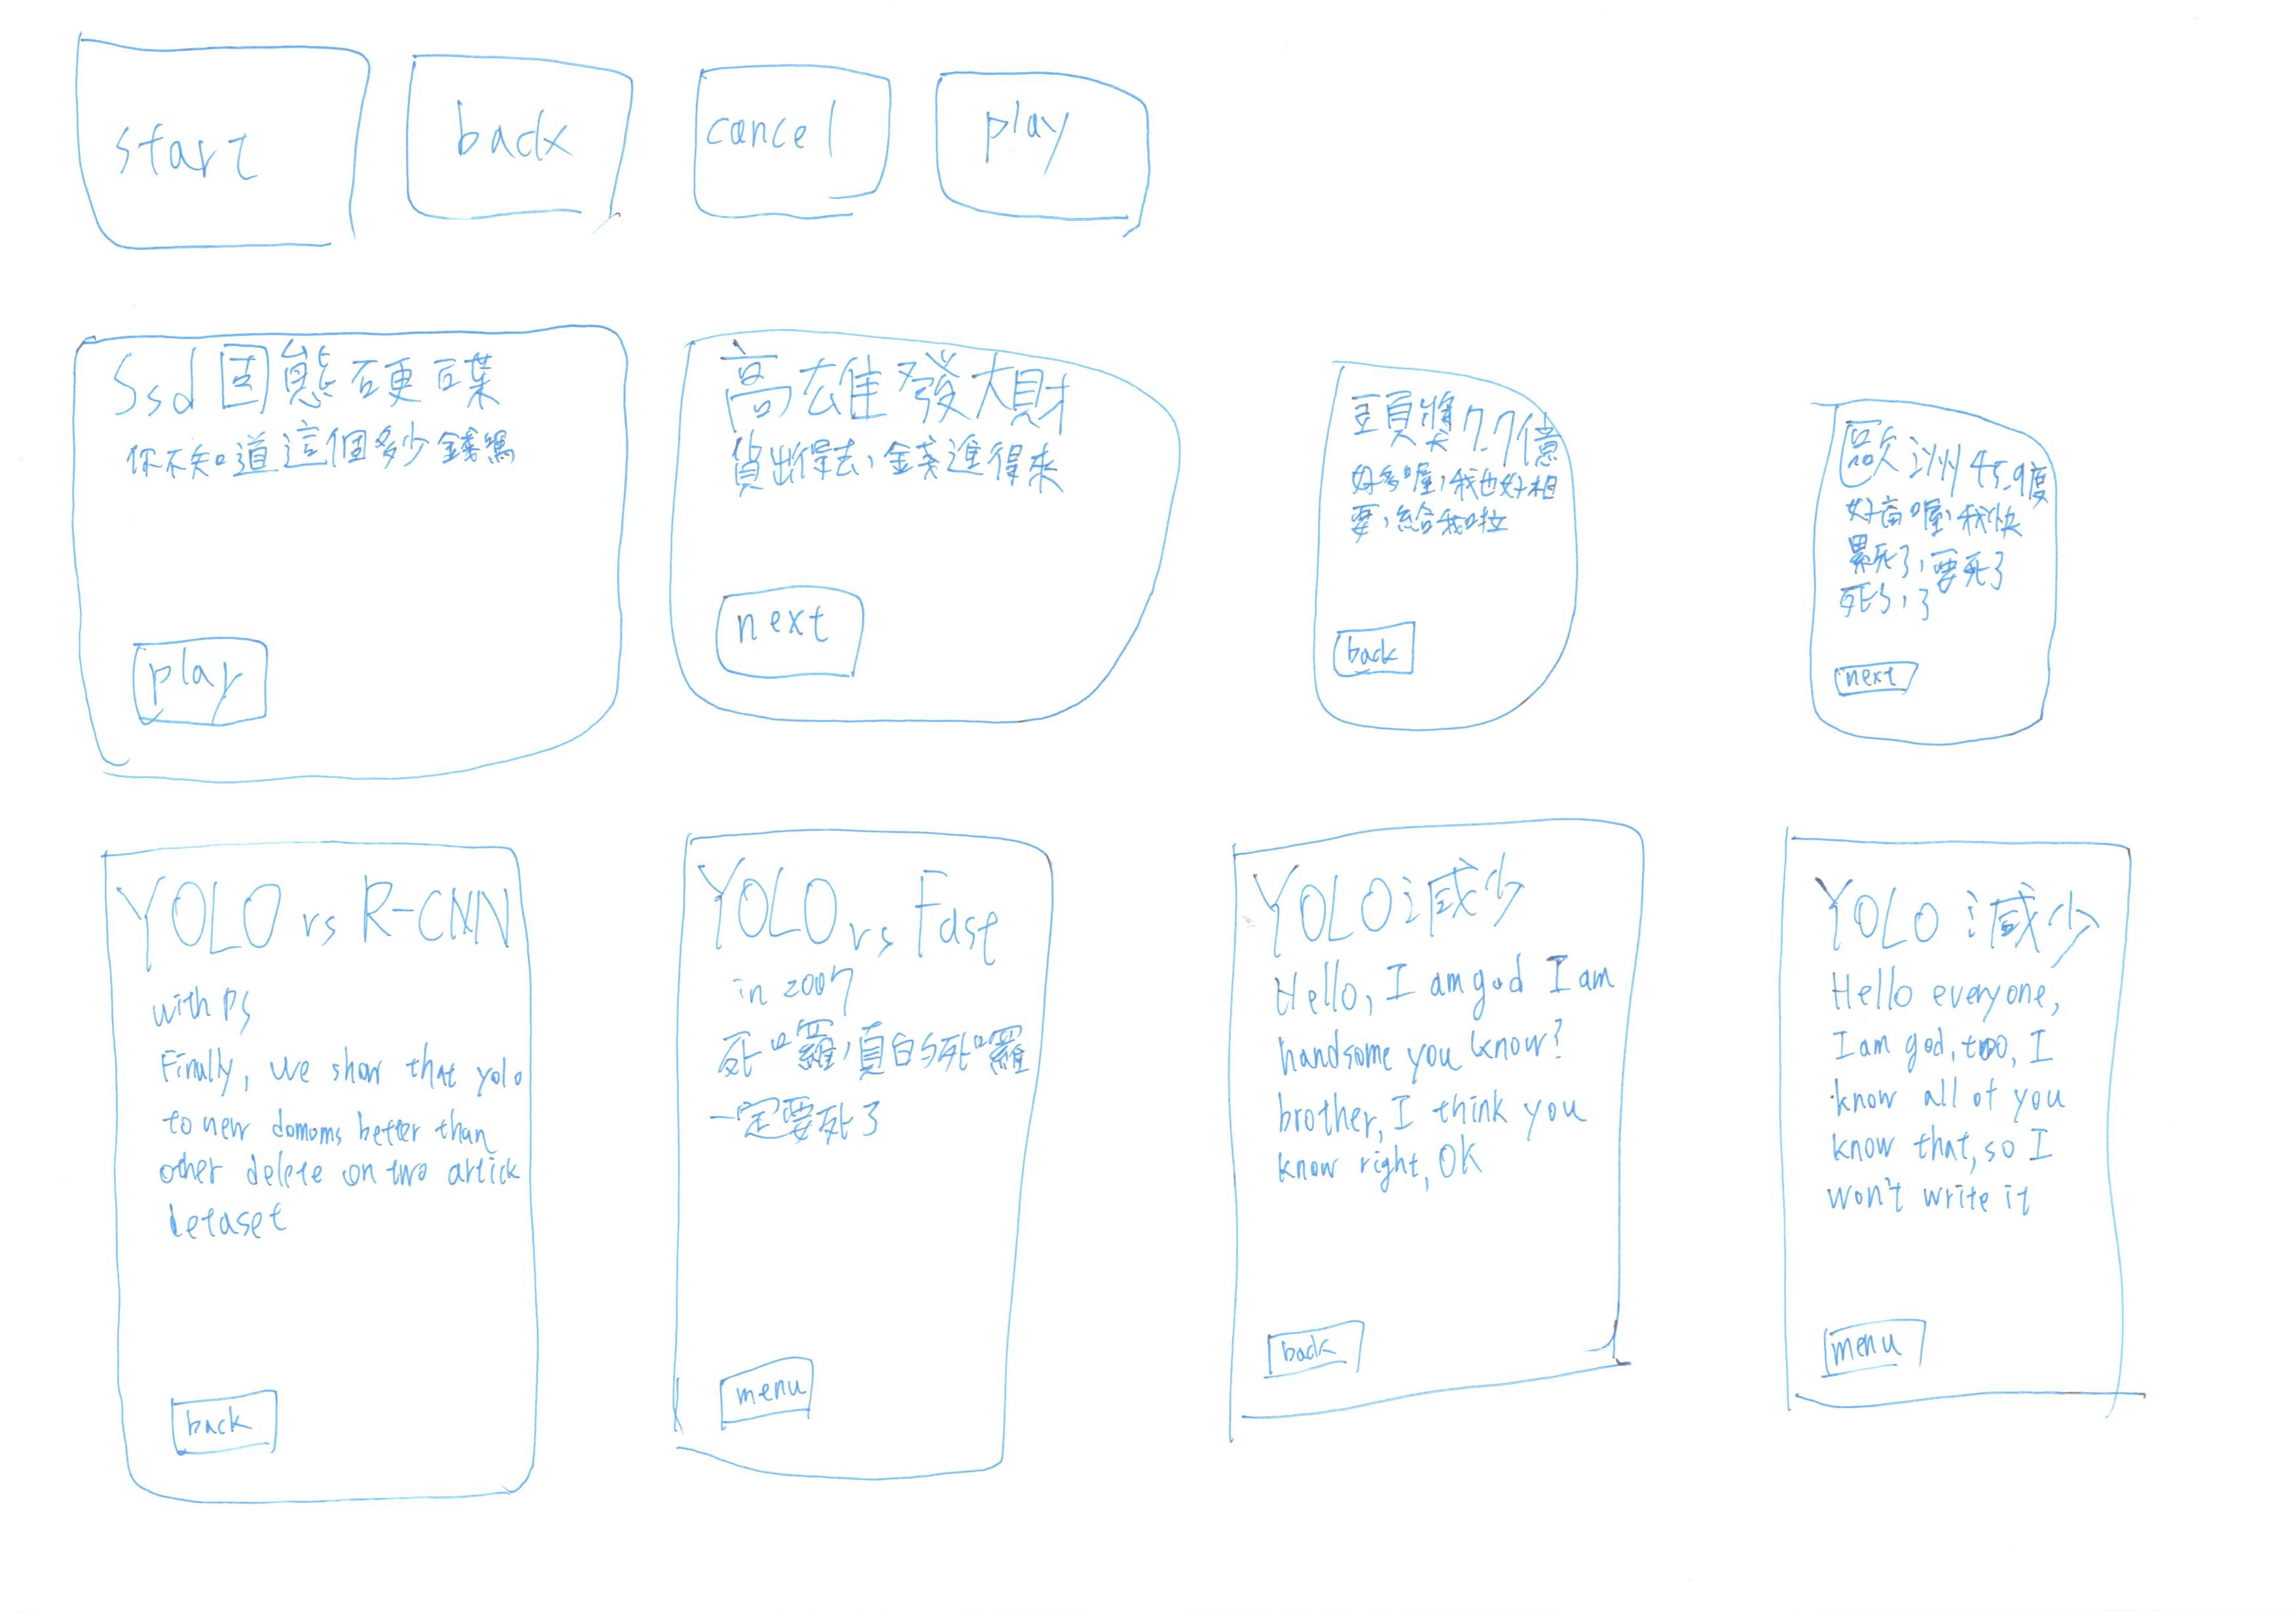 start
back
cancel
play
Ssd固態硬碟
你不知道這個多少錢嗎
play
高雄發大財
貨出得去，錢進得來
next
頭獎7.7億
好多喔，我也好想
要，給我啦
back
歐洲45.9度
好喔，我快
累死了，要死了
死了，了
next
YOLO vs R-CNN
with PS
Finally, we show that yolo
to new better than
other delete on two artick
detaset
back
YOLO vs Fast
in 2007
死囉，真的死囉
一定要死了
menu
YOLO減少
Hello, I am god I am
handsome you know?
brother, I think you
know right, OK
back
YOLO減少
Hello everyone,
I am god, too, I
know all of you
know that, so I
won't write it
menu